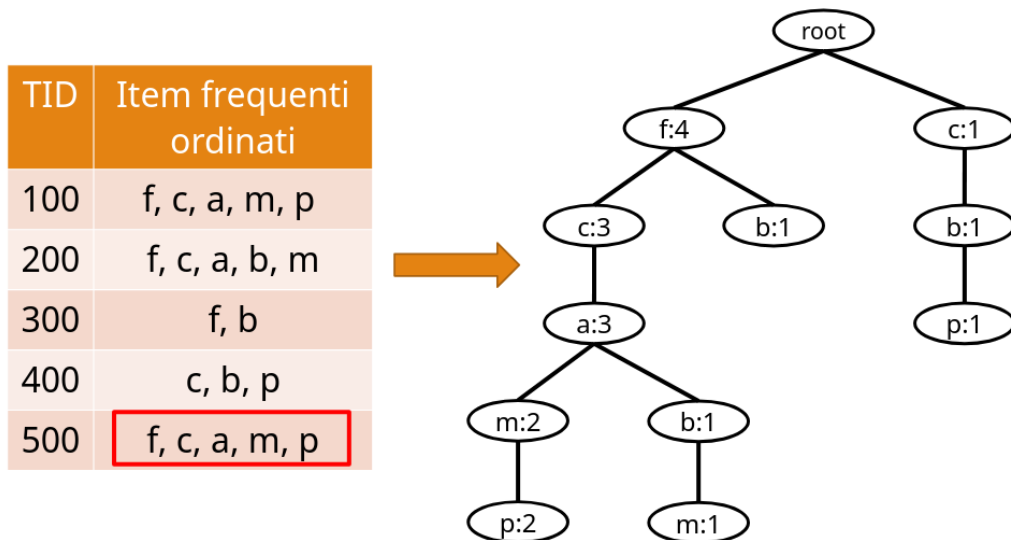 TID Item frequenti
ordinati
100 f, c, a, m, p
200 f, c, a, b, m
300 f, b
400 c, b, p
500 f, c, a, m, p
root
f:4 c:1
c:3 b:1 b:1
a:3 p:1
m:2 b:1
p:2 m:1